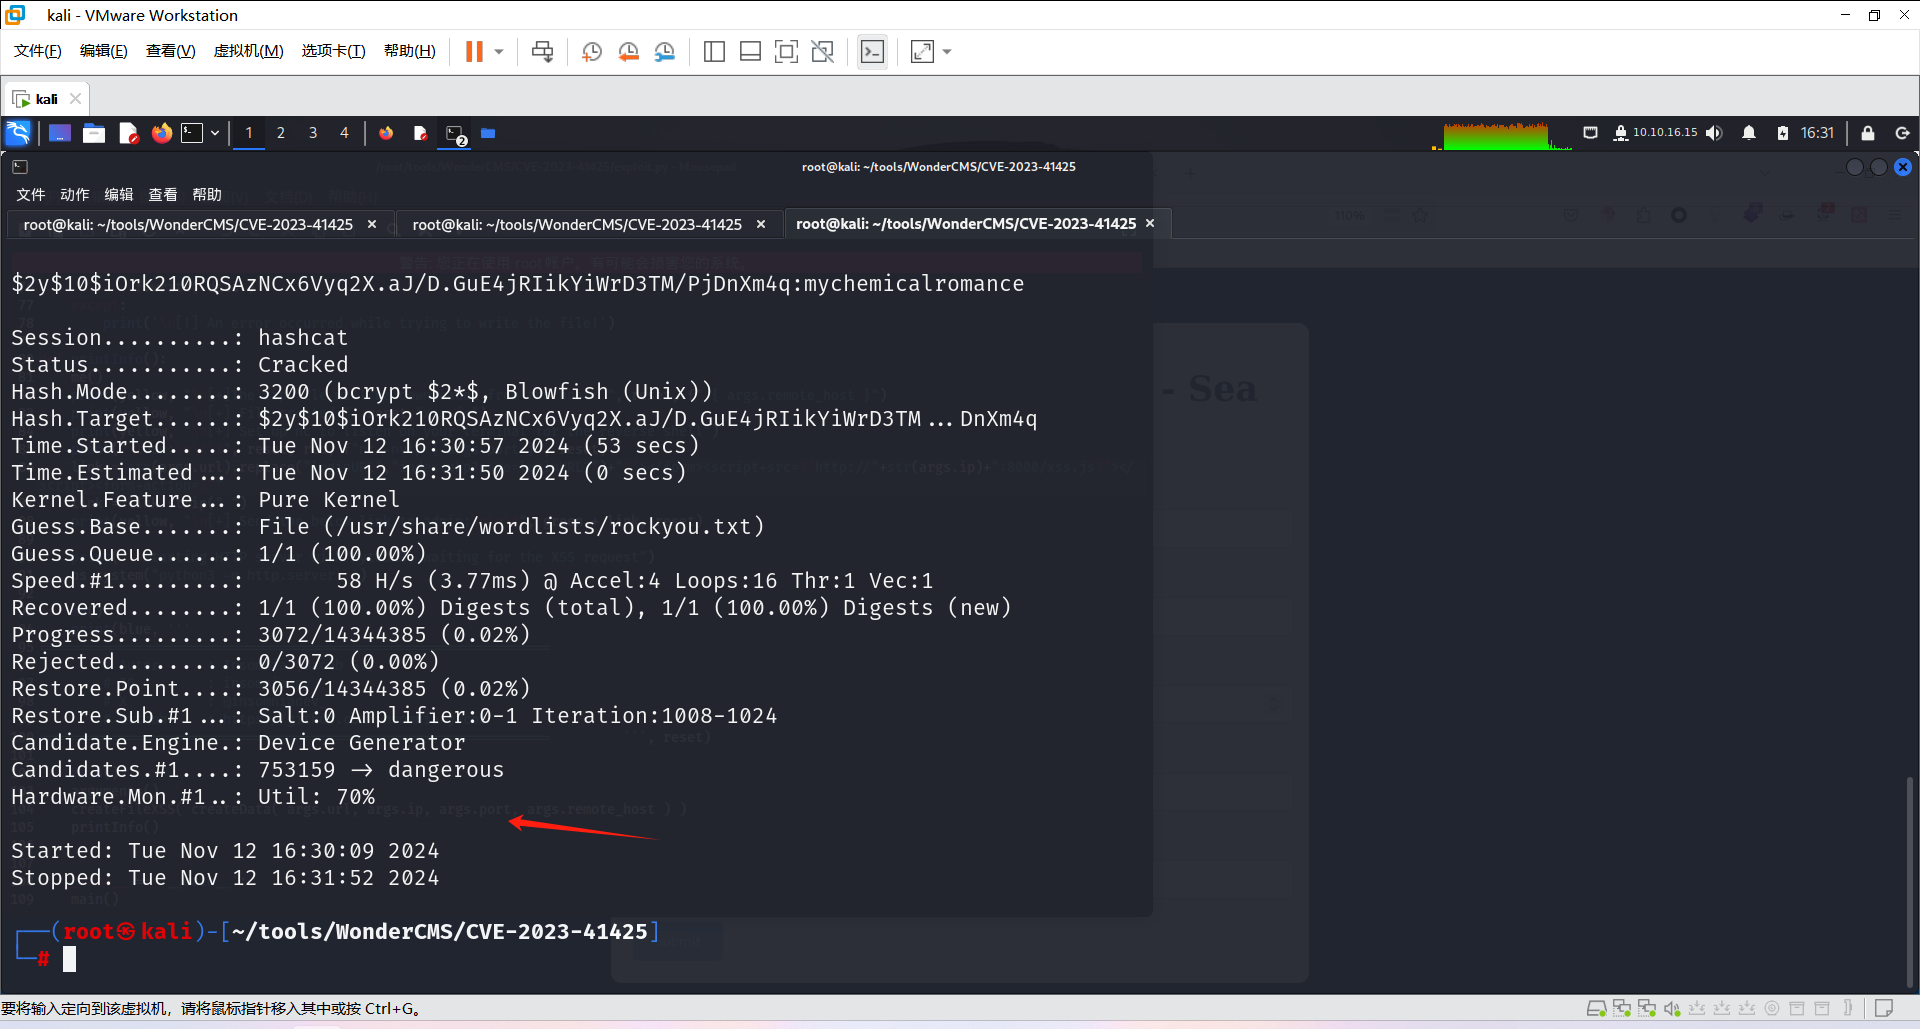 kali - VMware Workstation
文件(F) 编辑(E) 查看(V) 虚拟机(M) 选项卡(T) 帮助(H)
kali
1 2 3 4 2 10.10.16.15 16:31
root@kali: ~/tools/WonderCMS/CVE-2023-41425
文件 动作 编辑 查看 帮助
root@kali: ~/tools/WonderCMS/CVE-2023-41425 root@kali: ~/tools/WonderCMS/CVE-2023-41425 root@kali: ~/tools/WonderCMS/CVE-2023-41425
$2y$10$iOrk210RQSAzNCx6Vyq2X.aJ/D.GuE4jRIikYiWrD3TM/PjDnXm4q:mychemicalromance
Session..........: hashcat
Status...........: Cracked
Hash.Mode........: 3200 (bcrypt $2*$, Blowfish (Unix))
Hash.Target......: $2y$10$iOrk210RQSAzNCx6Vyq2X.aJ/D.GuE4jRIikYiWrD3TM...DnXm4q
Time.Started.....: Tue Nov 12 16:30:57 2024 (53 secs)
Time.Estimated...: Tue Nov 12 16:31:50 2024 (0 secs)
Kernel.Feature...: Pure Kernel
Guess.Base.......: File (/usr/share/wordlists/rockyou.txt)
Guess.Queue......: 1/1 (100.00%)
Speed.#1.........: 58 H/s (3.77ms) @ Accel:4 Loops:16 Thr:1 Vec:1
Recovered........: 1/1 (100.00%) Digests (total), 1/1 (100.00%) Digests (new)
Progress.........: 3072/14344385 (0.02%)
Rejected.........: 0/3072 (0.00%)
Restore.Point....: 3056/14344385 (0.02%)
Restore.Sub.#1...: Salt:0 Amplifier:0-1 Iteration:1008-1024
Candidate.Engine.: Device Generator
Candidates.#1....: 753159 -> dangerous
Hardware.Mon.#1..: Util: 70%
Started: Tue Nov 12 16:30:09 2024
Stopped: Tue Nov 12 16:31:52 2024
- Sea
┌──(root㉿kali)-[~/tools/WonderCMS/CVE-2023-41425]
└─#
要将输入定向到该虚拟机，请将鼠标指针移入其中或按 Ctrl+G。